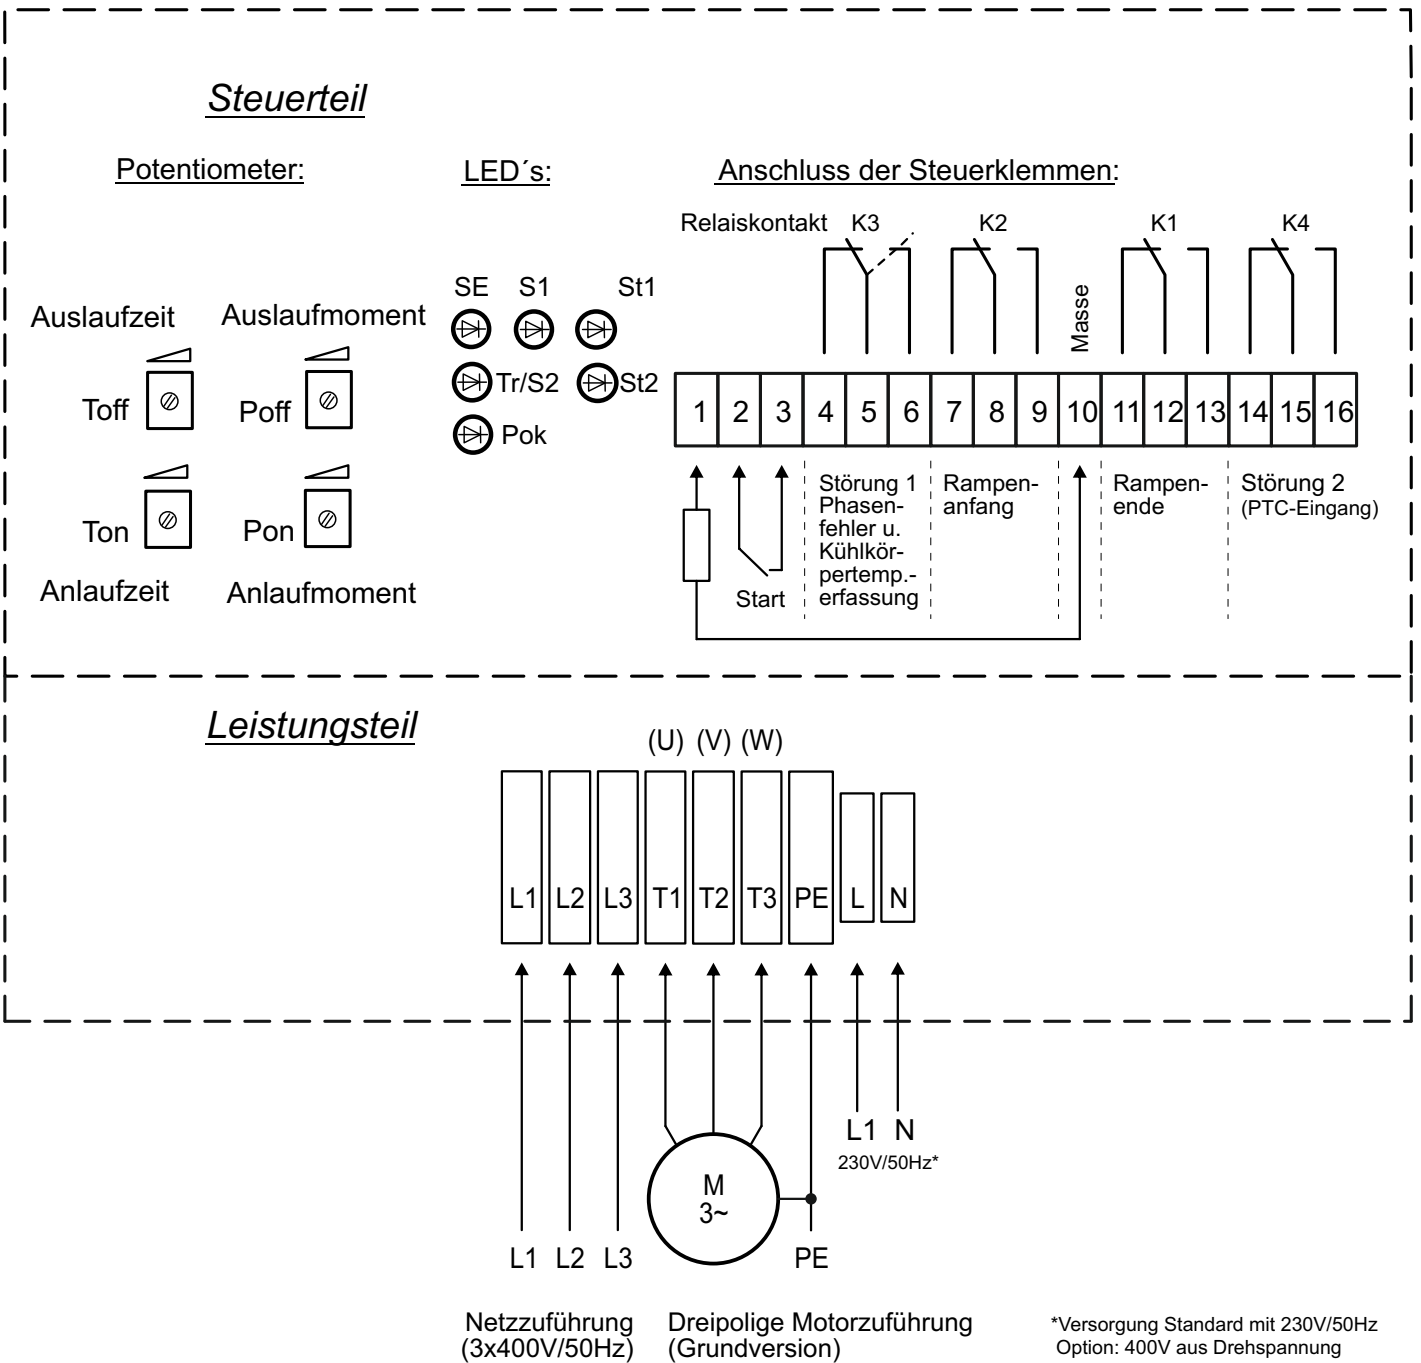 Steuerteil
Potentiometer:
LED´s:
Anschluss der Steuerklemmen:
Relaiskontakt K3 K2 K1 K4
Masse
SE S1 St1
Auslaufzeit Auslaufmoment
Tr/S2 St2
Toff Poff
Pok
1 2 3 4 5 6 7 8 9 10 11 12 13 14 15 16
Ton Pon
Anlaufzeit Anlaufmoment
Start
Störung 1
Phasen-
fehler u.
Kühlkör-
pertemp.-
erfassung
Rampen-
anfang
Rampen-
ende
Störung 2
(PTC-Eingang)
Leistungsteil
(U) (V) (W)
L1 L2 L3 T1 T2 T3 PE L N
L1 N
230V/50Hz*
M
3~
L1 L2 L3 PE
Netzzuführung
(3x400V/50Hz)
Dreipolige Motorzuführung
(Grundversion)
*Versorgung Standard mit 230V/50Hz
Option: 400V aus Drehspannung